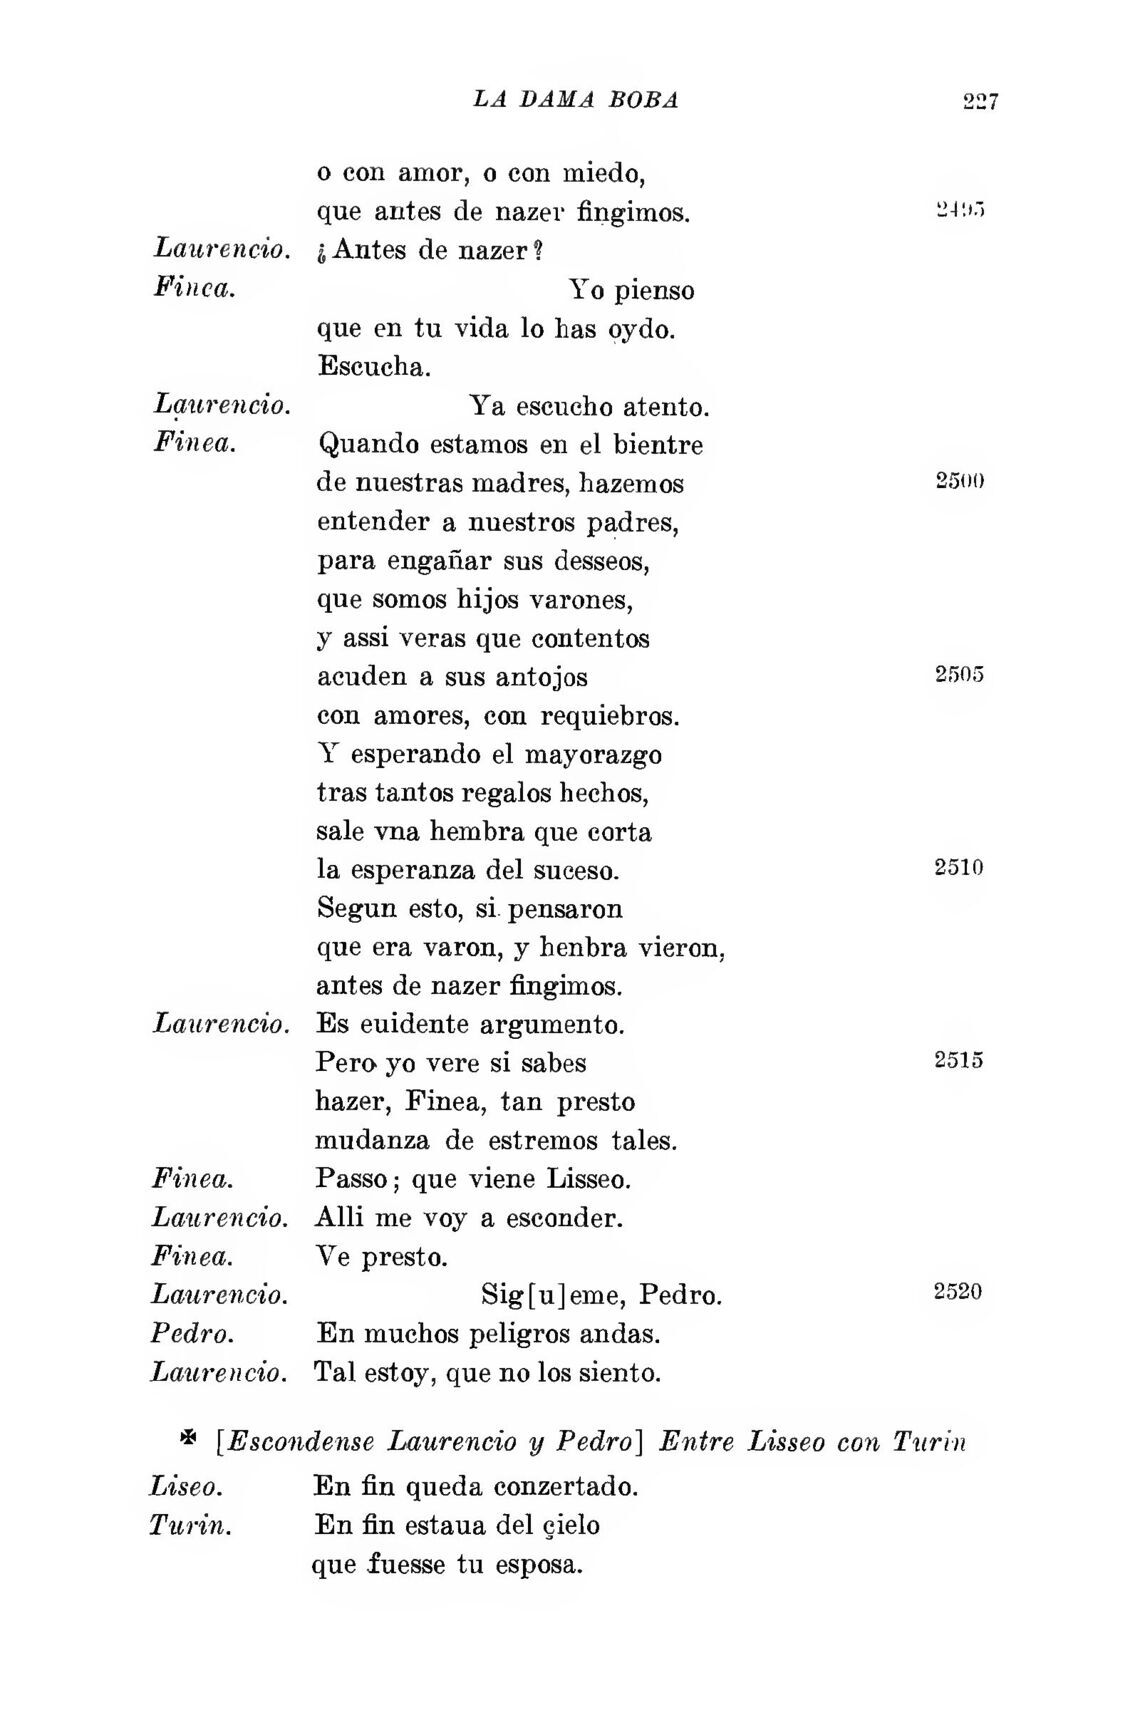 LA DAMA BOBA 227
o con amor, o con miedo,
que antes de nazer fingimos. 2495
Laurencio. ¿Antes de nazer?
Finea. Yo pienso
que en tu vida lo has oydo.
Escucha.
Laurencio. Ya escucho atento.
Finea. Quando estamos en el bientre
de nuestras madres, hazemos 2500
entender a nuestros padres,
para engañar sus desseos,
que somos hijos varones,
y assi veras que contentos
acuden a sus antojos 2505
con amores, con requiebros.
Y esperando el mayorazgo
tras tantos regalos hechos,
sale vna hembra que corta
la esperanza del suceso. 2510
Segun esto, si pensaron
que era varon, y henbra vieron,
antes de nazer fingimos.
Laurencio. Es euidente argumento.
Pero yo vere si sabes 2515
hazer, Finea, tan presto
mudanza de estremos tales.
Finea. Passo; que viene Lisseo.
Laurencio. Alli me voy a esconder.
Finea. Ve presto.
Laurencio. Sig[u]eme, Pedro. 2520
Pedro. En muchos peligros andas.
Laurencio. Tal estoy, que no los siento.
✠ [Escondense Laurencio y Pedro] Entre Lisseo con Turin
Liseo. En fin queda conzertado.
Turin. En fin estaua del çielo
que fuesse tu esposa.